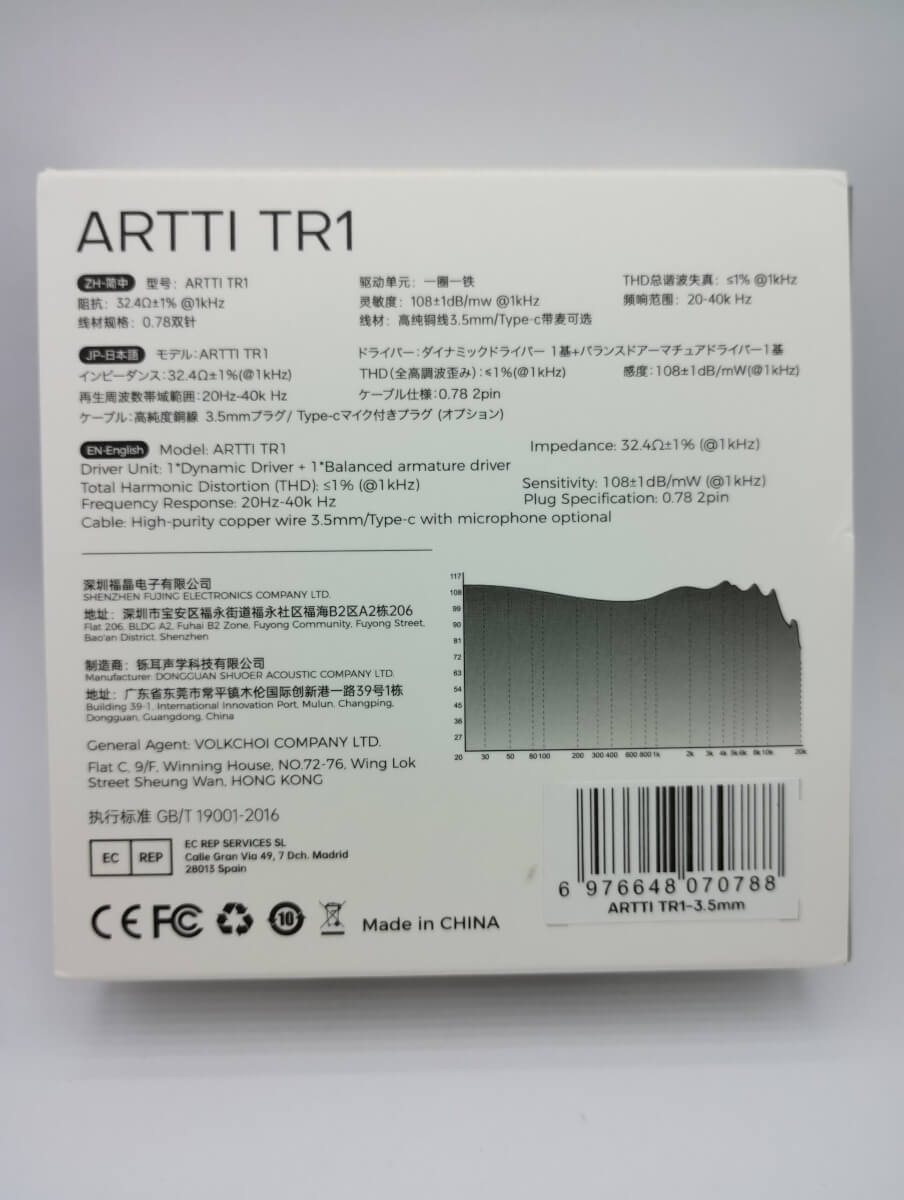 ARTTI TR1
ZH-简中 型号：ARTTI TR1 驱动单元：一圈一铁 THD总谐波失真：≤1% @1kHz
阻抗：32.4Ω±1% @1kHz 灵敏度：108±1dB/mw @1kHz 频响范围：20-40k Hz
线材规格：0.78双针 线材：高纯铜线3.5mm/Type-c带麦可选
JP-日本語 モデル:ARTTI TR1 ドライバー:ダイナミックドライバー 1基+バランスドアーマチュアドライバー1基
インピーダンス:32.4Ω±1%(@1kHz) THD(全高調波歪み):≤1%(@1kHz) 感度:108±1dB/mW(@1kHz)
再生周波数帯域範囲:20Hz-40k Hz ケーブル仕様:0.78 2pin
ケーブル:高純度銅線 3.5mmプラグ/ Type-cマイク付きプラグ (オプション)
EN-English Model: ARTTI TR1 Impedance: 32.4Ω±1% (@1kHz)
Driver Unit: 1*Dynamic Driver + 1*Balanced armature driver
Total Harmonic Distortion (THD): ≤1% (@1kHz) Sensitivity: 108±1dB/mW (@1kHz)
Frequency Response: 20Hz-40k Hz Plug Specification: 0.78 2pin
Cable: High-purity copper wire 3.5mm/Type-c with microphone optional
深圳福晶电子有限公司
SHENZHEN FUJING ELECTRONICS COMPANY LTD.
地址：深圳市宝安区福永街道福永社区福海B2区A2栋206
Flat 206, BLDG A2, Fuhai B2 Zone, Fuyong Community, Fuyong Street,
Bao'an District, Shenzhen
制造商：铄耳声学科技有限公司
Manufacturer: DONGGUAN SHUOER ACOUSTIC COMPANY LTD.
地址：广东省东莞市常平镇木伦国际创新港一路39号1栋
Building 39-1, International Innovation Port, Mulun, Changping,
Dongguan, Guangdong, China
General Agent: VOLKCHOI COMPANY LTD.
Flat C, 9/F, Winning House, NO.72-76, Wing Lok
Street Sheung Wan, HONG KONG
执行标准 GB/T 19001-2016
EC REP
EC REP SERVICES SL
Calle Gran Via 49, 7 Dch. Madrid
28013 Spain
CE FC 10 Made in CHINA
117
108
99
90
81
72
63
54
45
36
27
20 30 50 80 100 200 300 400 600 800 1k 2k 3k 4k 5k 6k 8k 10k 20k
6 976648 070788
ARTTI TR1-3.5mm